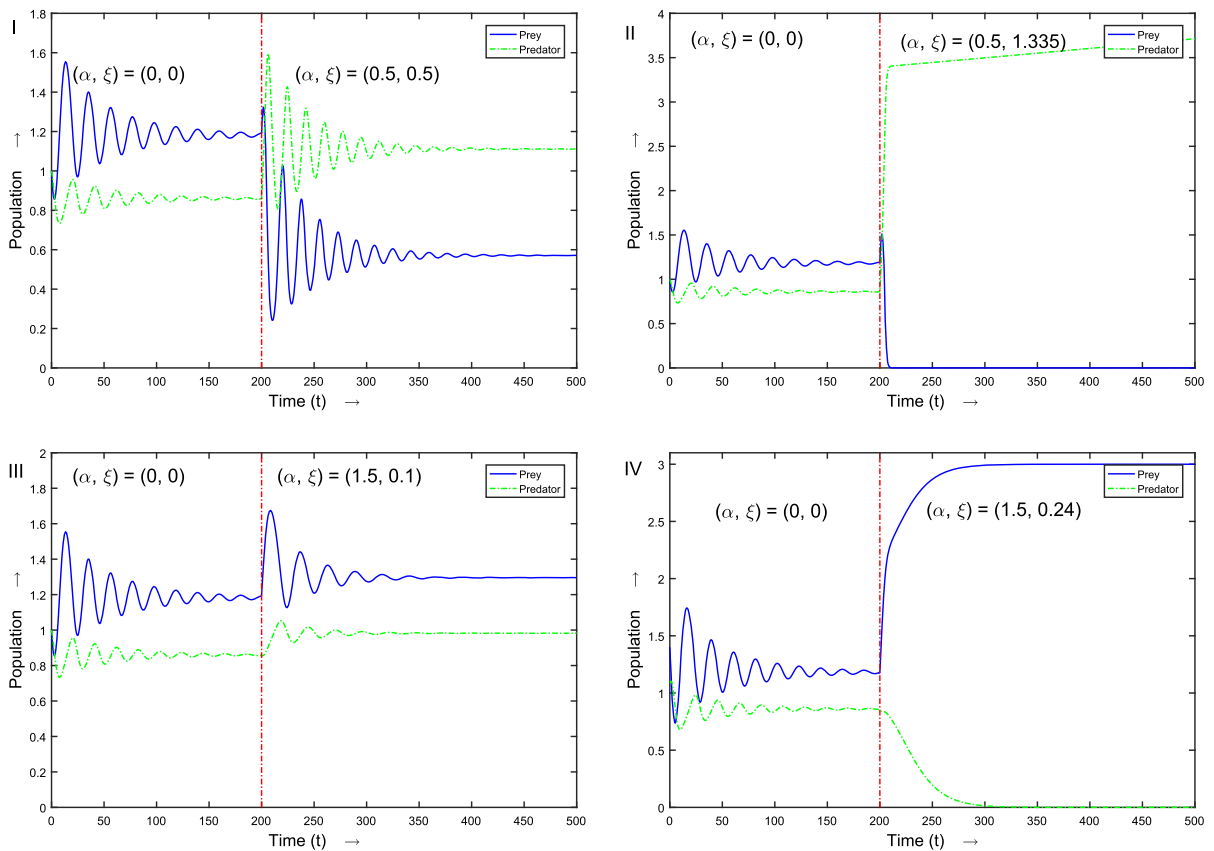 I
(α, ξ) = (0, 0)
(α, ξ) = (0.5, 0.5)
Prey
Predator
1.8
1.6
1.4
1.2
1
0.8
0.6
0.4
0.2
0
Population →
0 50 100 150 200 250 300 350 400 450 500
Time (t) →
II
(α, ξ) = (0, 0)
(α, ξ) = (0.5, 1.335)
Prey
Predator
4
3.5
3
2.5
2
1.5
1
0.5
0
Population →
0 50 100 150 200 250 300 350 400 450 500
Time (t) →
III
(α, ξ) = (0, 0)
(α, ξ) = (1.5, 0.1)
Prey
Predator
2
1.8
1.6
1.4
1.2
1
0.8
0.6
0.4
0.2
0
Population →
0 50 100 150 200 250 300 350 400 450 500
Time (t) →
IV
(α, ξ) = (0, 0)
(α, ξ) = (1.5, 0.24)
Prey
Predator
3
2.5
2
1.5
1
0.5
0
Population →
0 50 100 150 200 250 300 350 400 450 500
Time (t) →